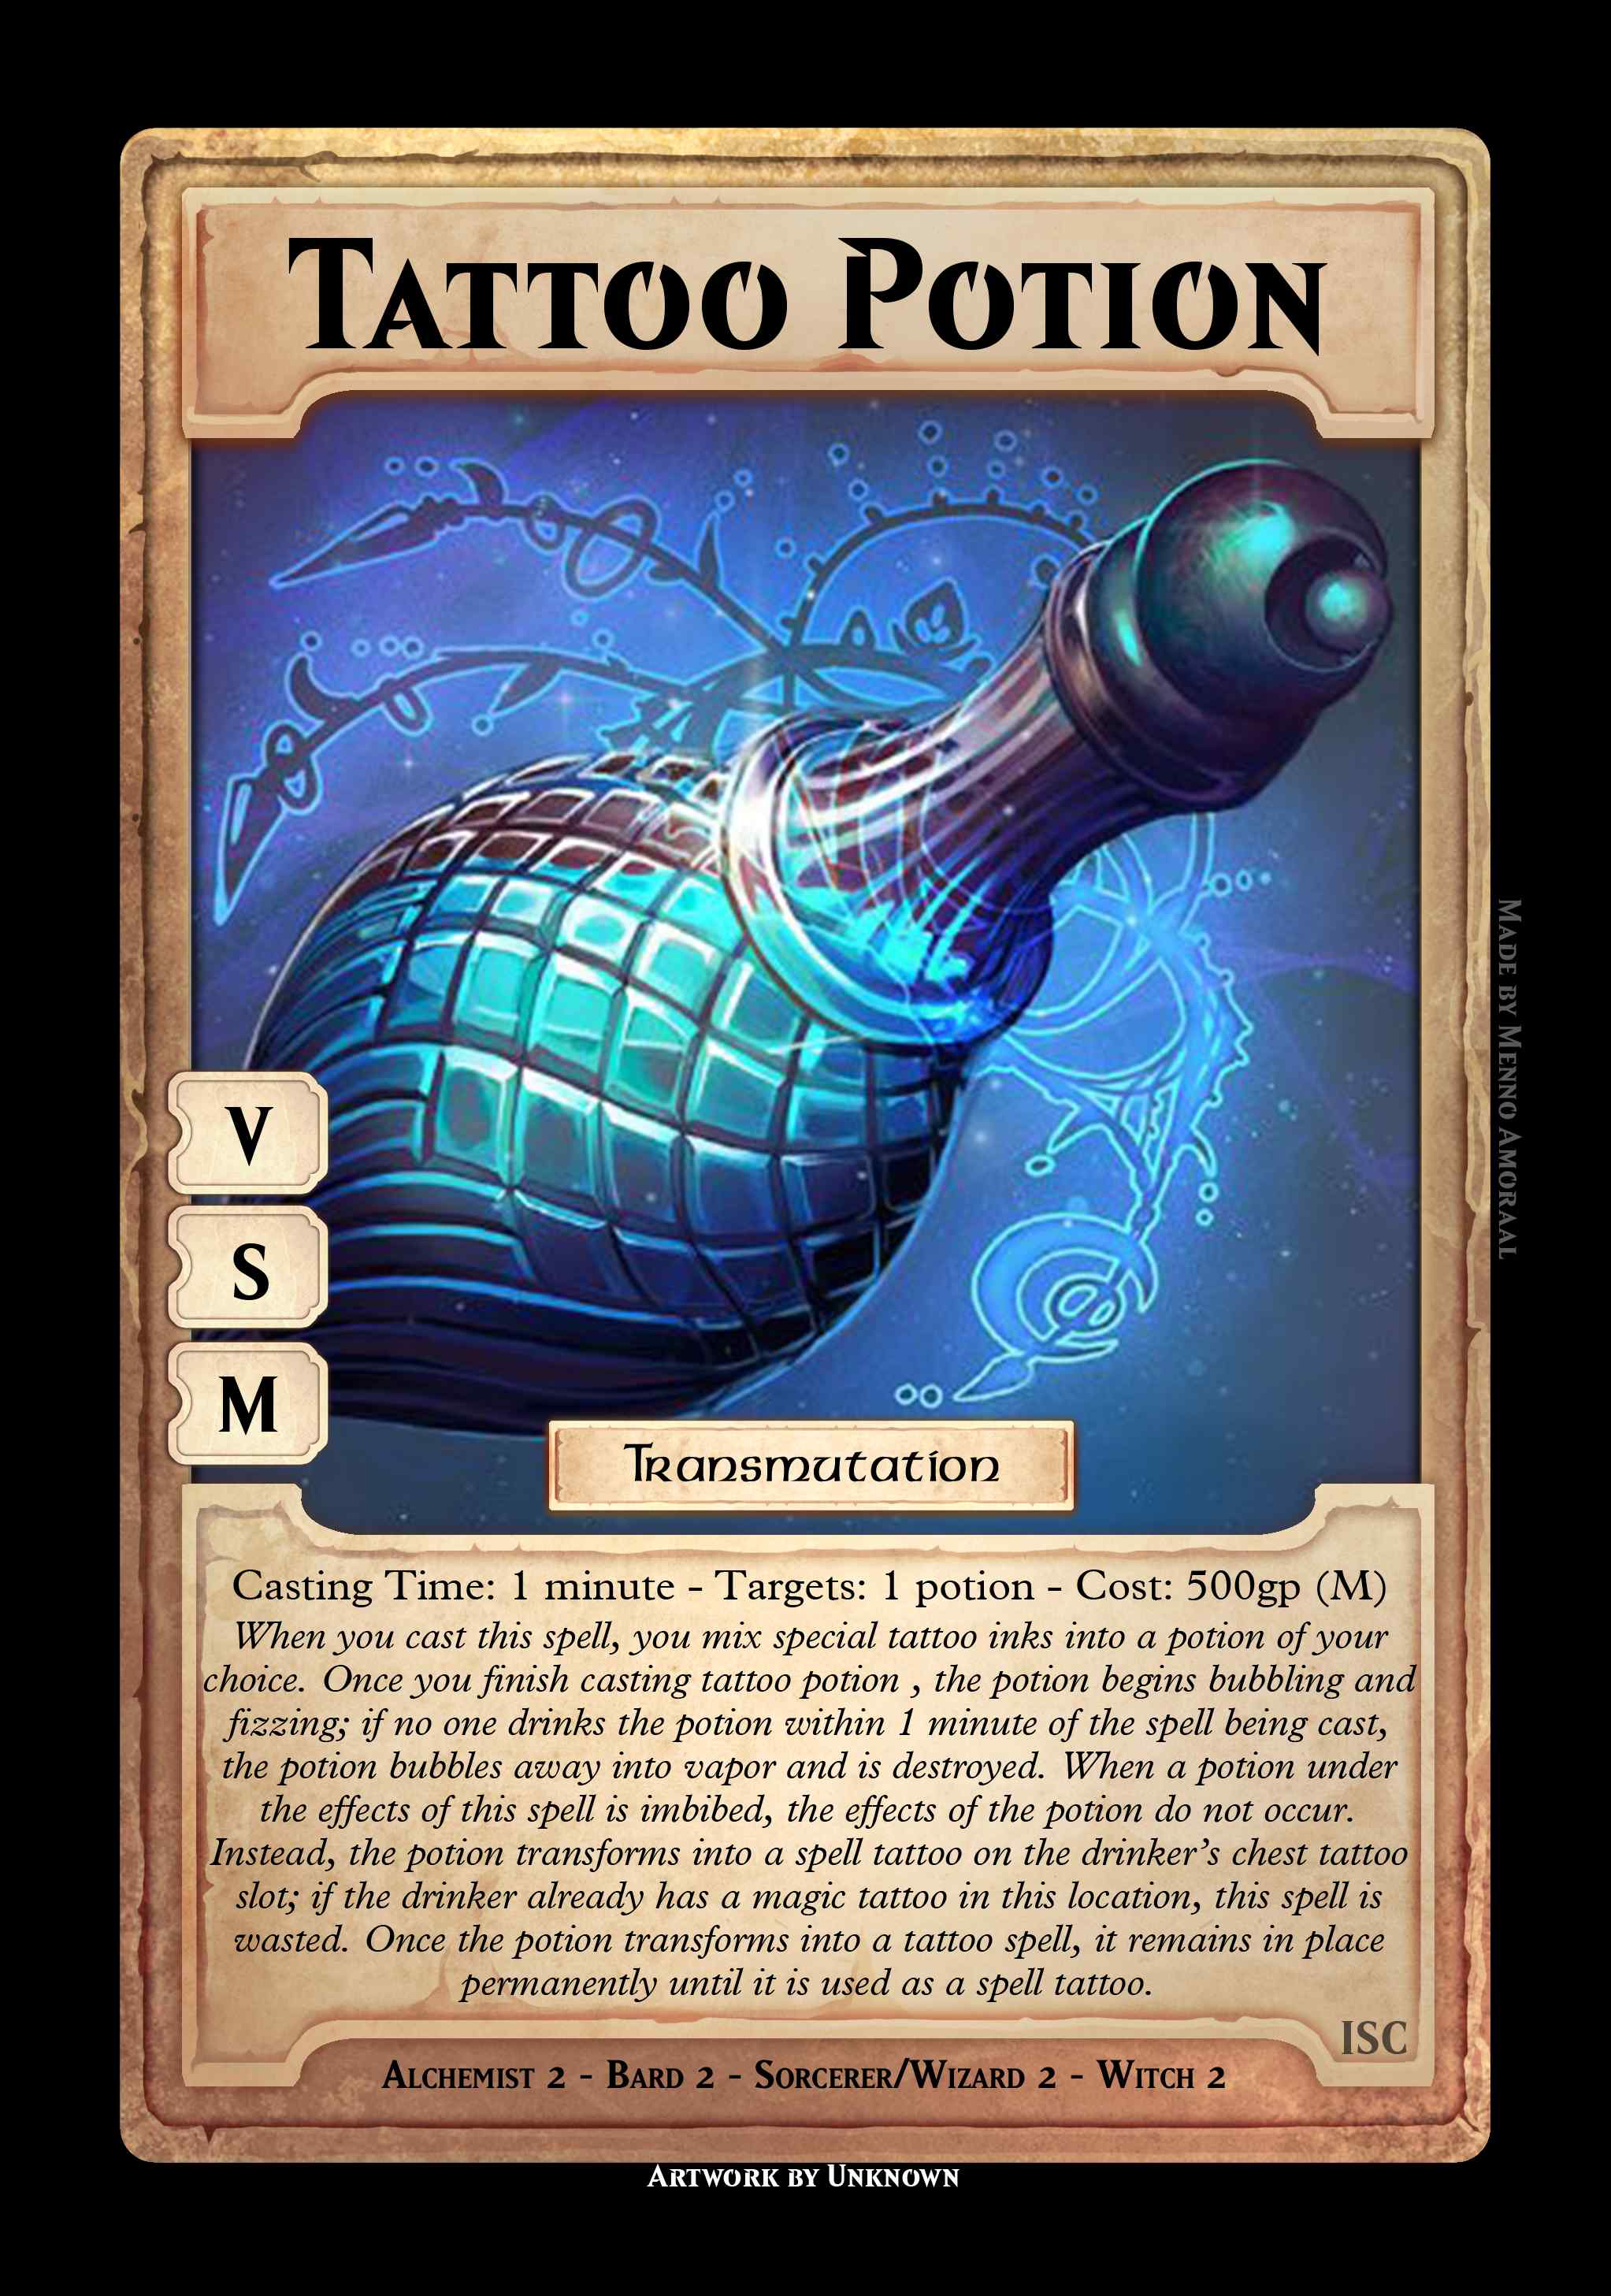 Tattoo Potion
V
S
M
Transmutation
Casting Time: 1 minute - Targets: 1 potion - Cost: 500gp (M)
When you cast this spell, you mix special tattoo inks into a potion of your
choice. Once you finish casting tattoo potion , the potion begins bubbling and
fizzing; if no one drinks the potion within 1 minute of the spell being cast,
the potion bubbles away into vapor and is destroyed. When a potion under
the effects of this spell is imbibed, the effects of the potion do not occur.
Instead, the potion transforms into a spell tattoo on the drinker’s chest tattoo
slot; if the drinker already has a magic tattoo in this location, this spell is
wasted. Once the potion transforms into a tattoo spell, it remains in place
permanently until it is used as a spell tattoo.
ISC
Alchemist 2 - Bard 2 - Sorcerer/Wizard 2 - Witch 2
Artwork by Unknown
Made by Menno Amoraal